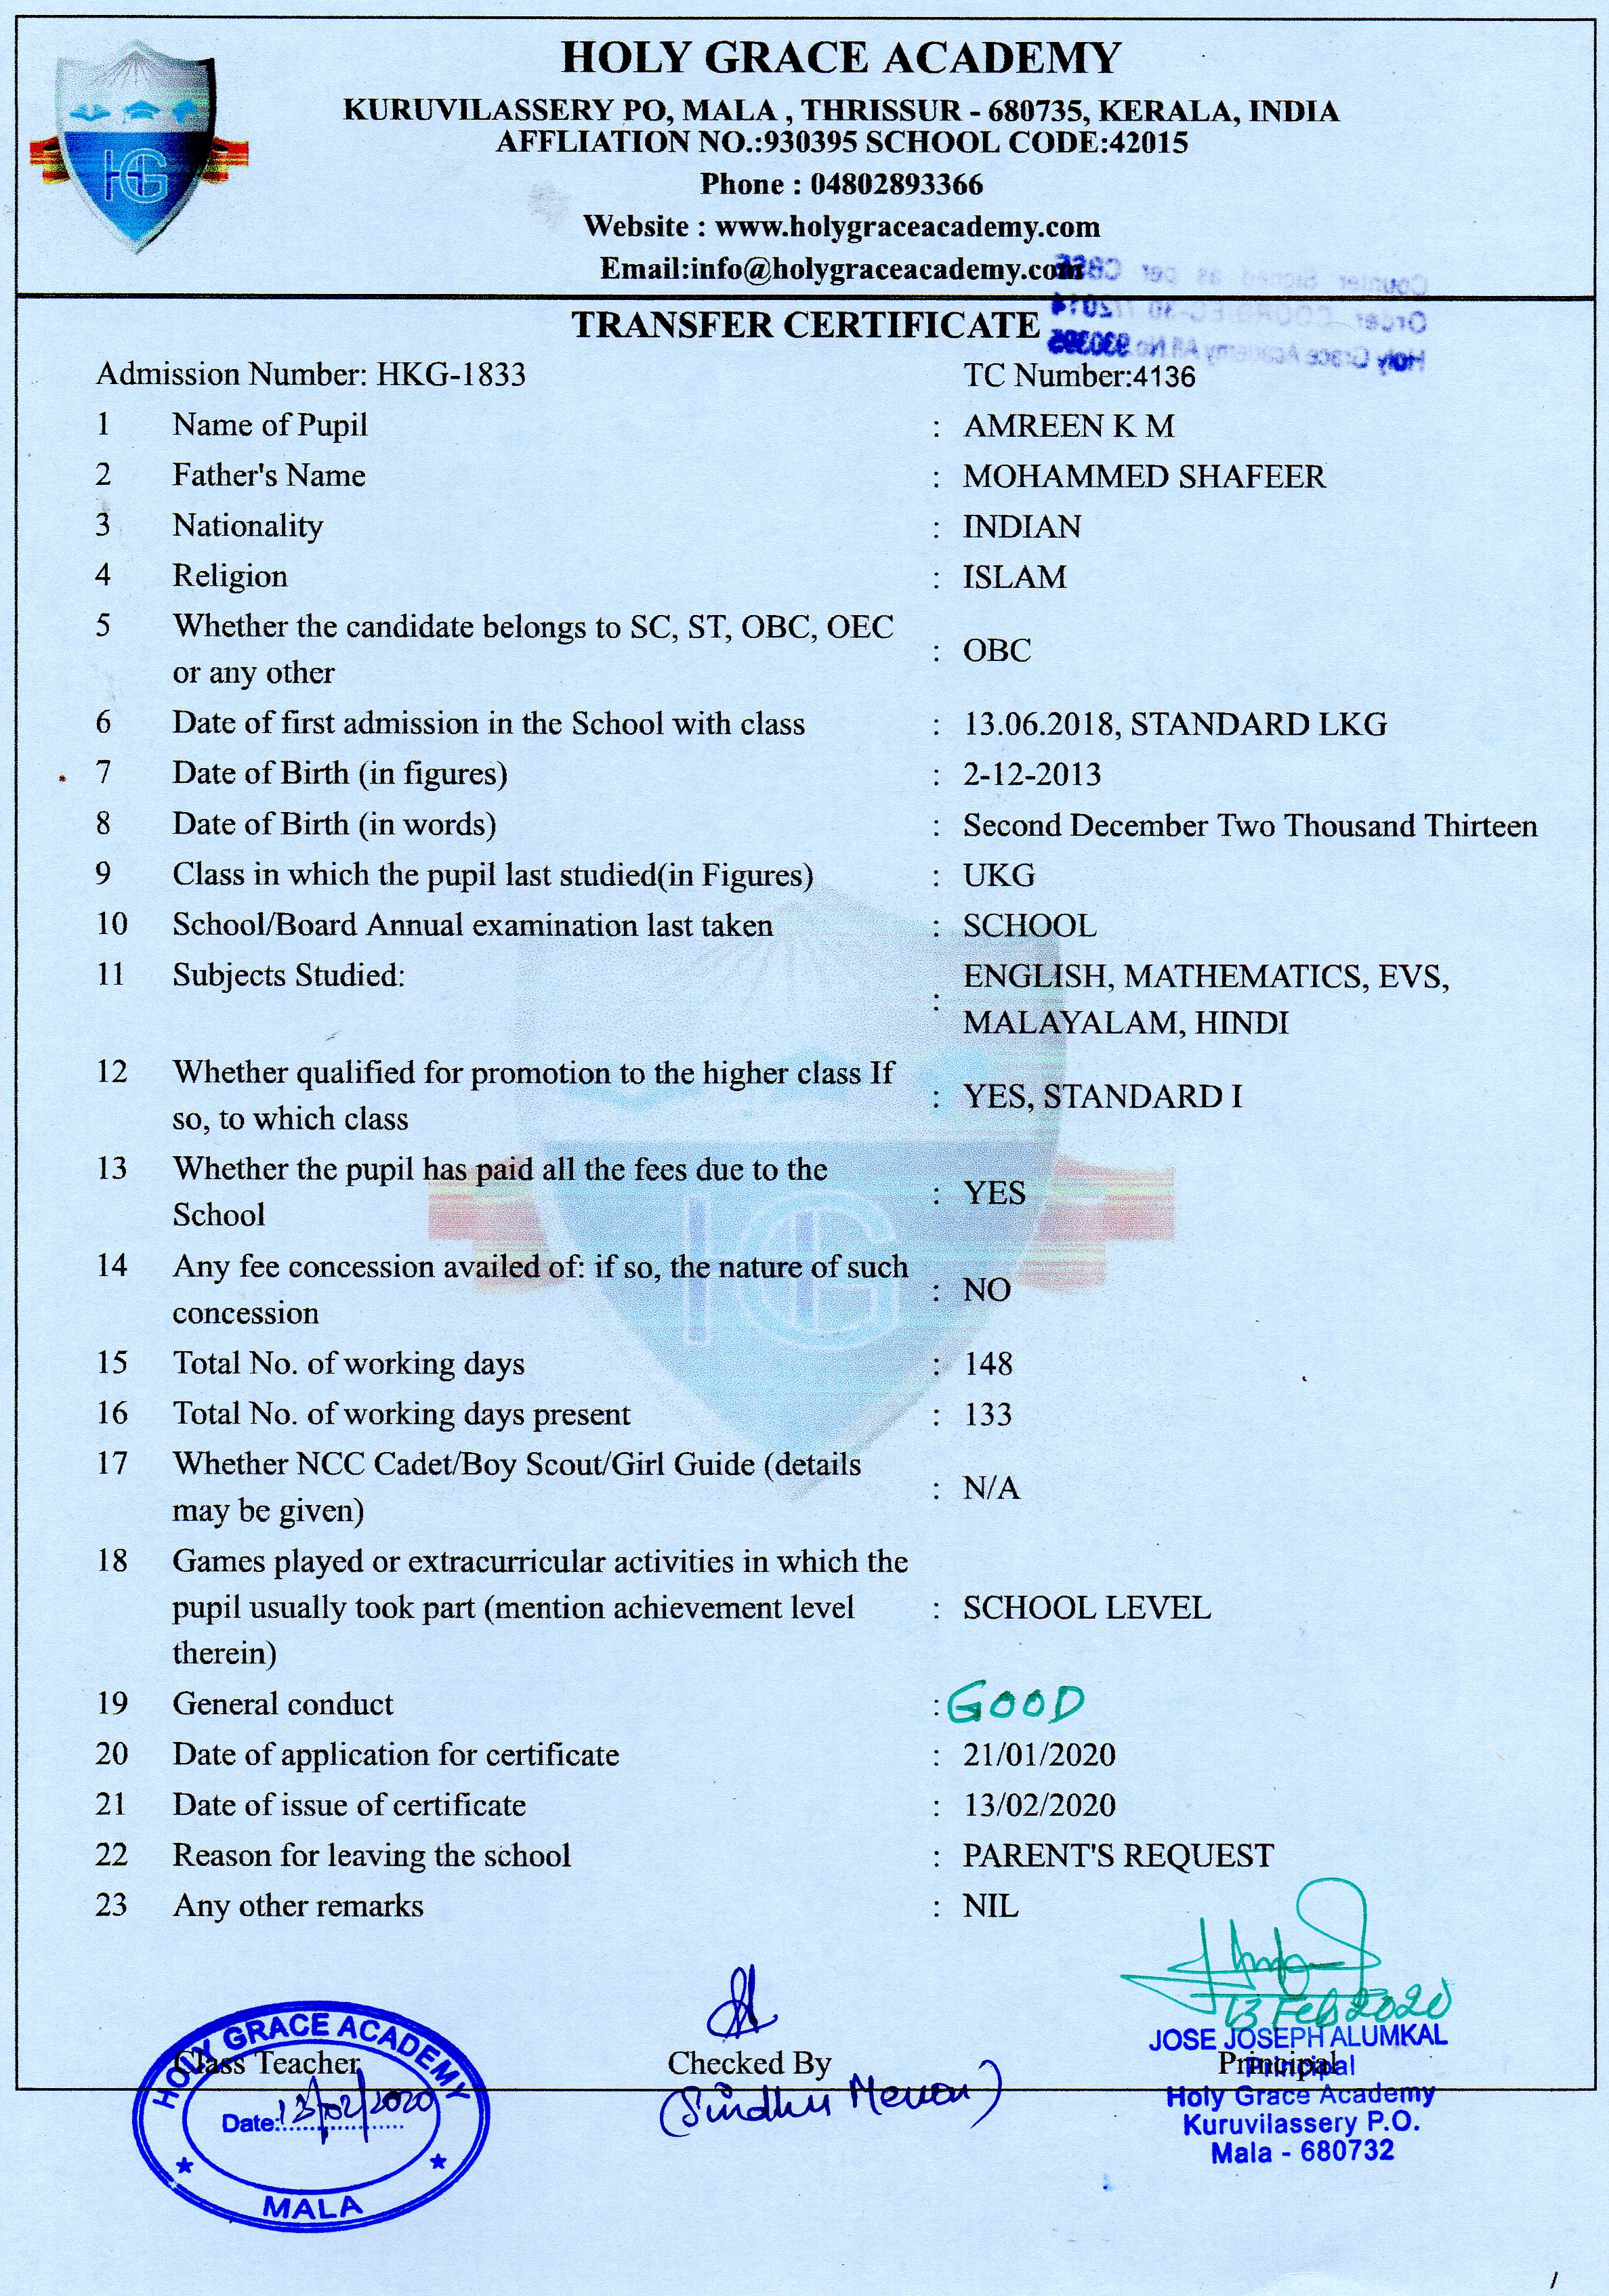 HOLY GRACE ACADEMY
KURUVILASSERY PO, MALA , THRISSUR - 680735, KERALA, INDIA
AFFLIATION NO.:930395 SCHOOL CODE:42015
Phone : 04802893366
Website : www.holygraceacademy.com
Email:info@holygraceacademy.com
Counter Signed as per CBSE
Order COORD EC-30 / /2014
Holy Grace Academy Aff.No.930395
HG
TRANSFER CERTIFICATE
Admission Number: HKG-1833 TC Number:4136
1 Name of Pupil : AMREEN K M
2 Father's Name : MOHAMMED SHAFEER
3 Nationality : INDIAN
4 Religion : ISLAM
5 Whether the candidate belongs to SC, ST, OBC, OEC
or any other : OBC
6 Date of first admission in the School with class : 13.06.2018, STANDARD LKG
7 Date of Birth (in figures) : 2-12-2013
8 Date of Birth (in words) : Second December Two Thousand Thirteen
9 Class in which the pupil last studied(in Figures) : UKG
10 School/Board Annual examination last taken : SCHOOL
11 Subjects Studied: : ENGLISH, MATHEMATICS, EVS,
MALAYALAM, HINDI
12 Whether qualified for promotion to the higher class If
so, to which class : YES, STANDARD I
13 Whether the pupil has paid all the fees due to the
School : YES
14 Any fee concession availed of: if so, the nature of such
concession : NO
15 Total No. of working days : 148
16 Total No. of working days present : 133
17 Whether NCC Cadet/Boy Scout/Girl Guide (details
may be given) : N/A
18 Games played or extracurricular activities in which the
pupil usually took part (mention achievement level : SCHOOL LEVEL
therein)
19 General conduct : GOOD
20 Date of application for certificate : 21/01/2020
21 Date of issue of certificate : 13/02/2020
22 Reason for leaving the school : PARENT'S REQUEST
23 Any other remarks : NIL
13 Feb 2020
JOSE JOSEPH ALUMKAL
Class Teacher Checked By Principal
Principal
(Sindhu Menon)
Holy Grace Academy
Kuruvilassery P.O.
Mala - 680732
HOLY GRACE ACADEMY
Date: 13/02/2020
MALA